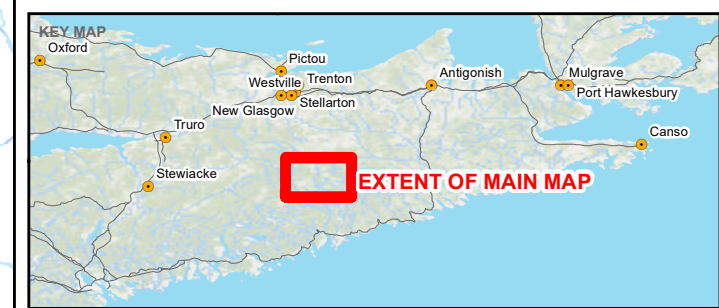 KEY MAP
Oxford
Pictou
Westville
Trenton
Antigonish
Mulgrave
Port Hawkesbury
New Glasgow
Stellarton
Truro
Canso
Stewiacke
EXTENT OF MAIN MAP